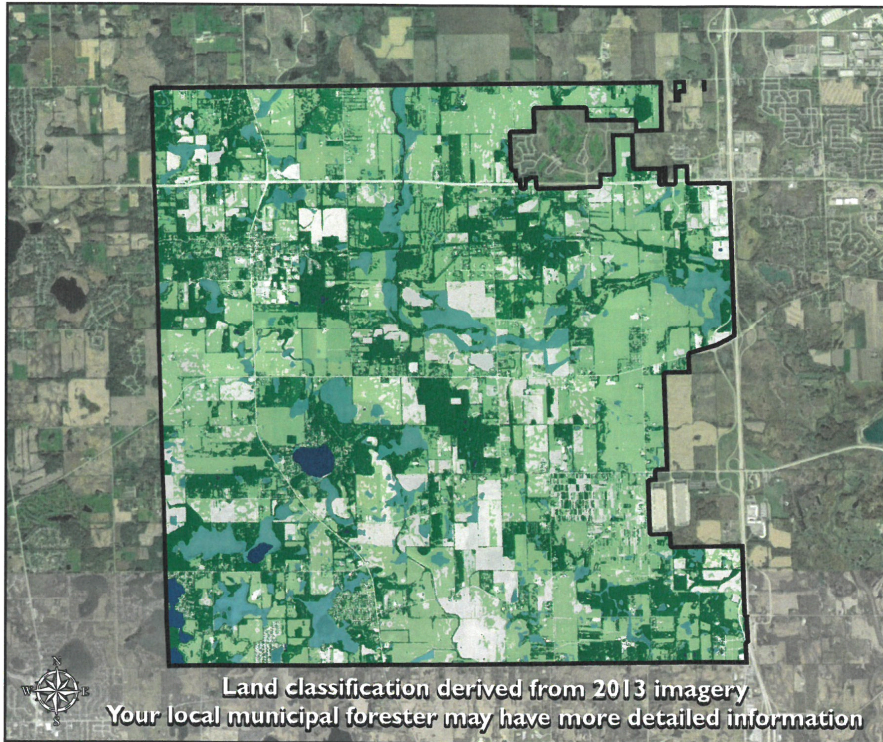 N
W E
S
Land classification derived from 2013 imagery
Your local municipal forester may have more detailed information